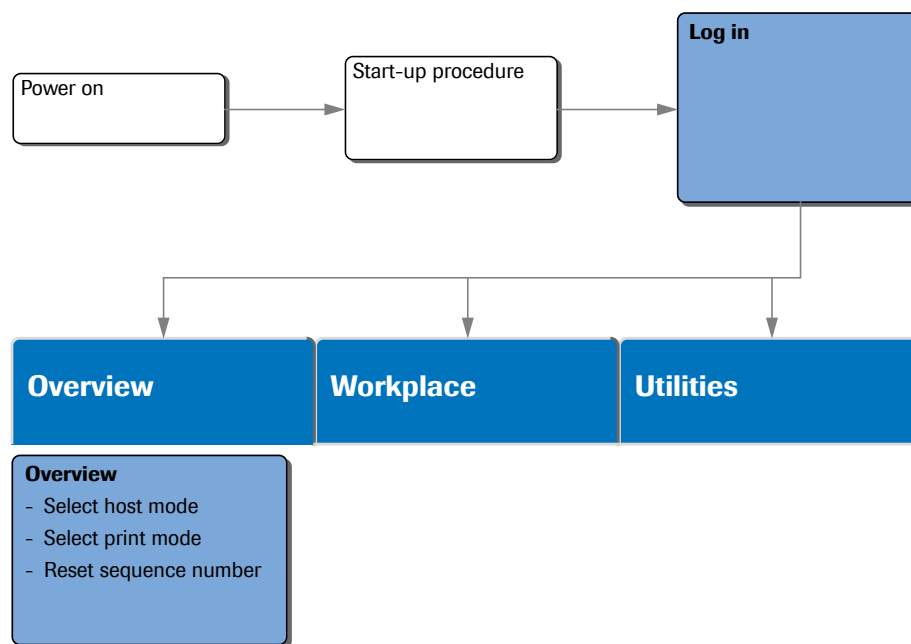 Power on
Start-up procedure
Log in
Overview
Workplace
Utilities
Overview
- Select host mode
- Select print mode
- Reset sequence number